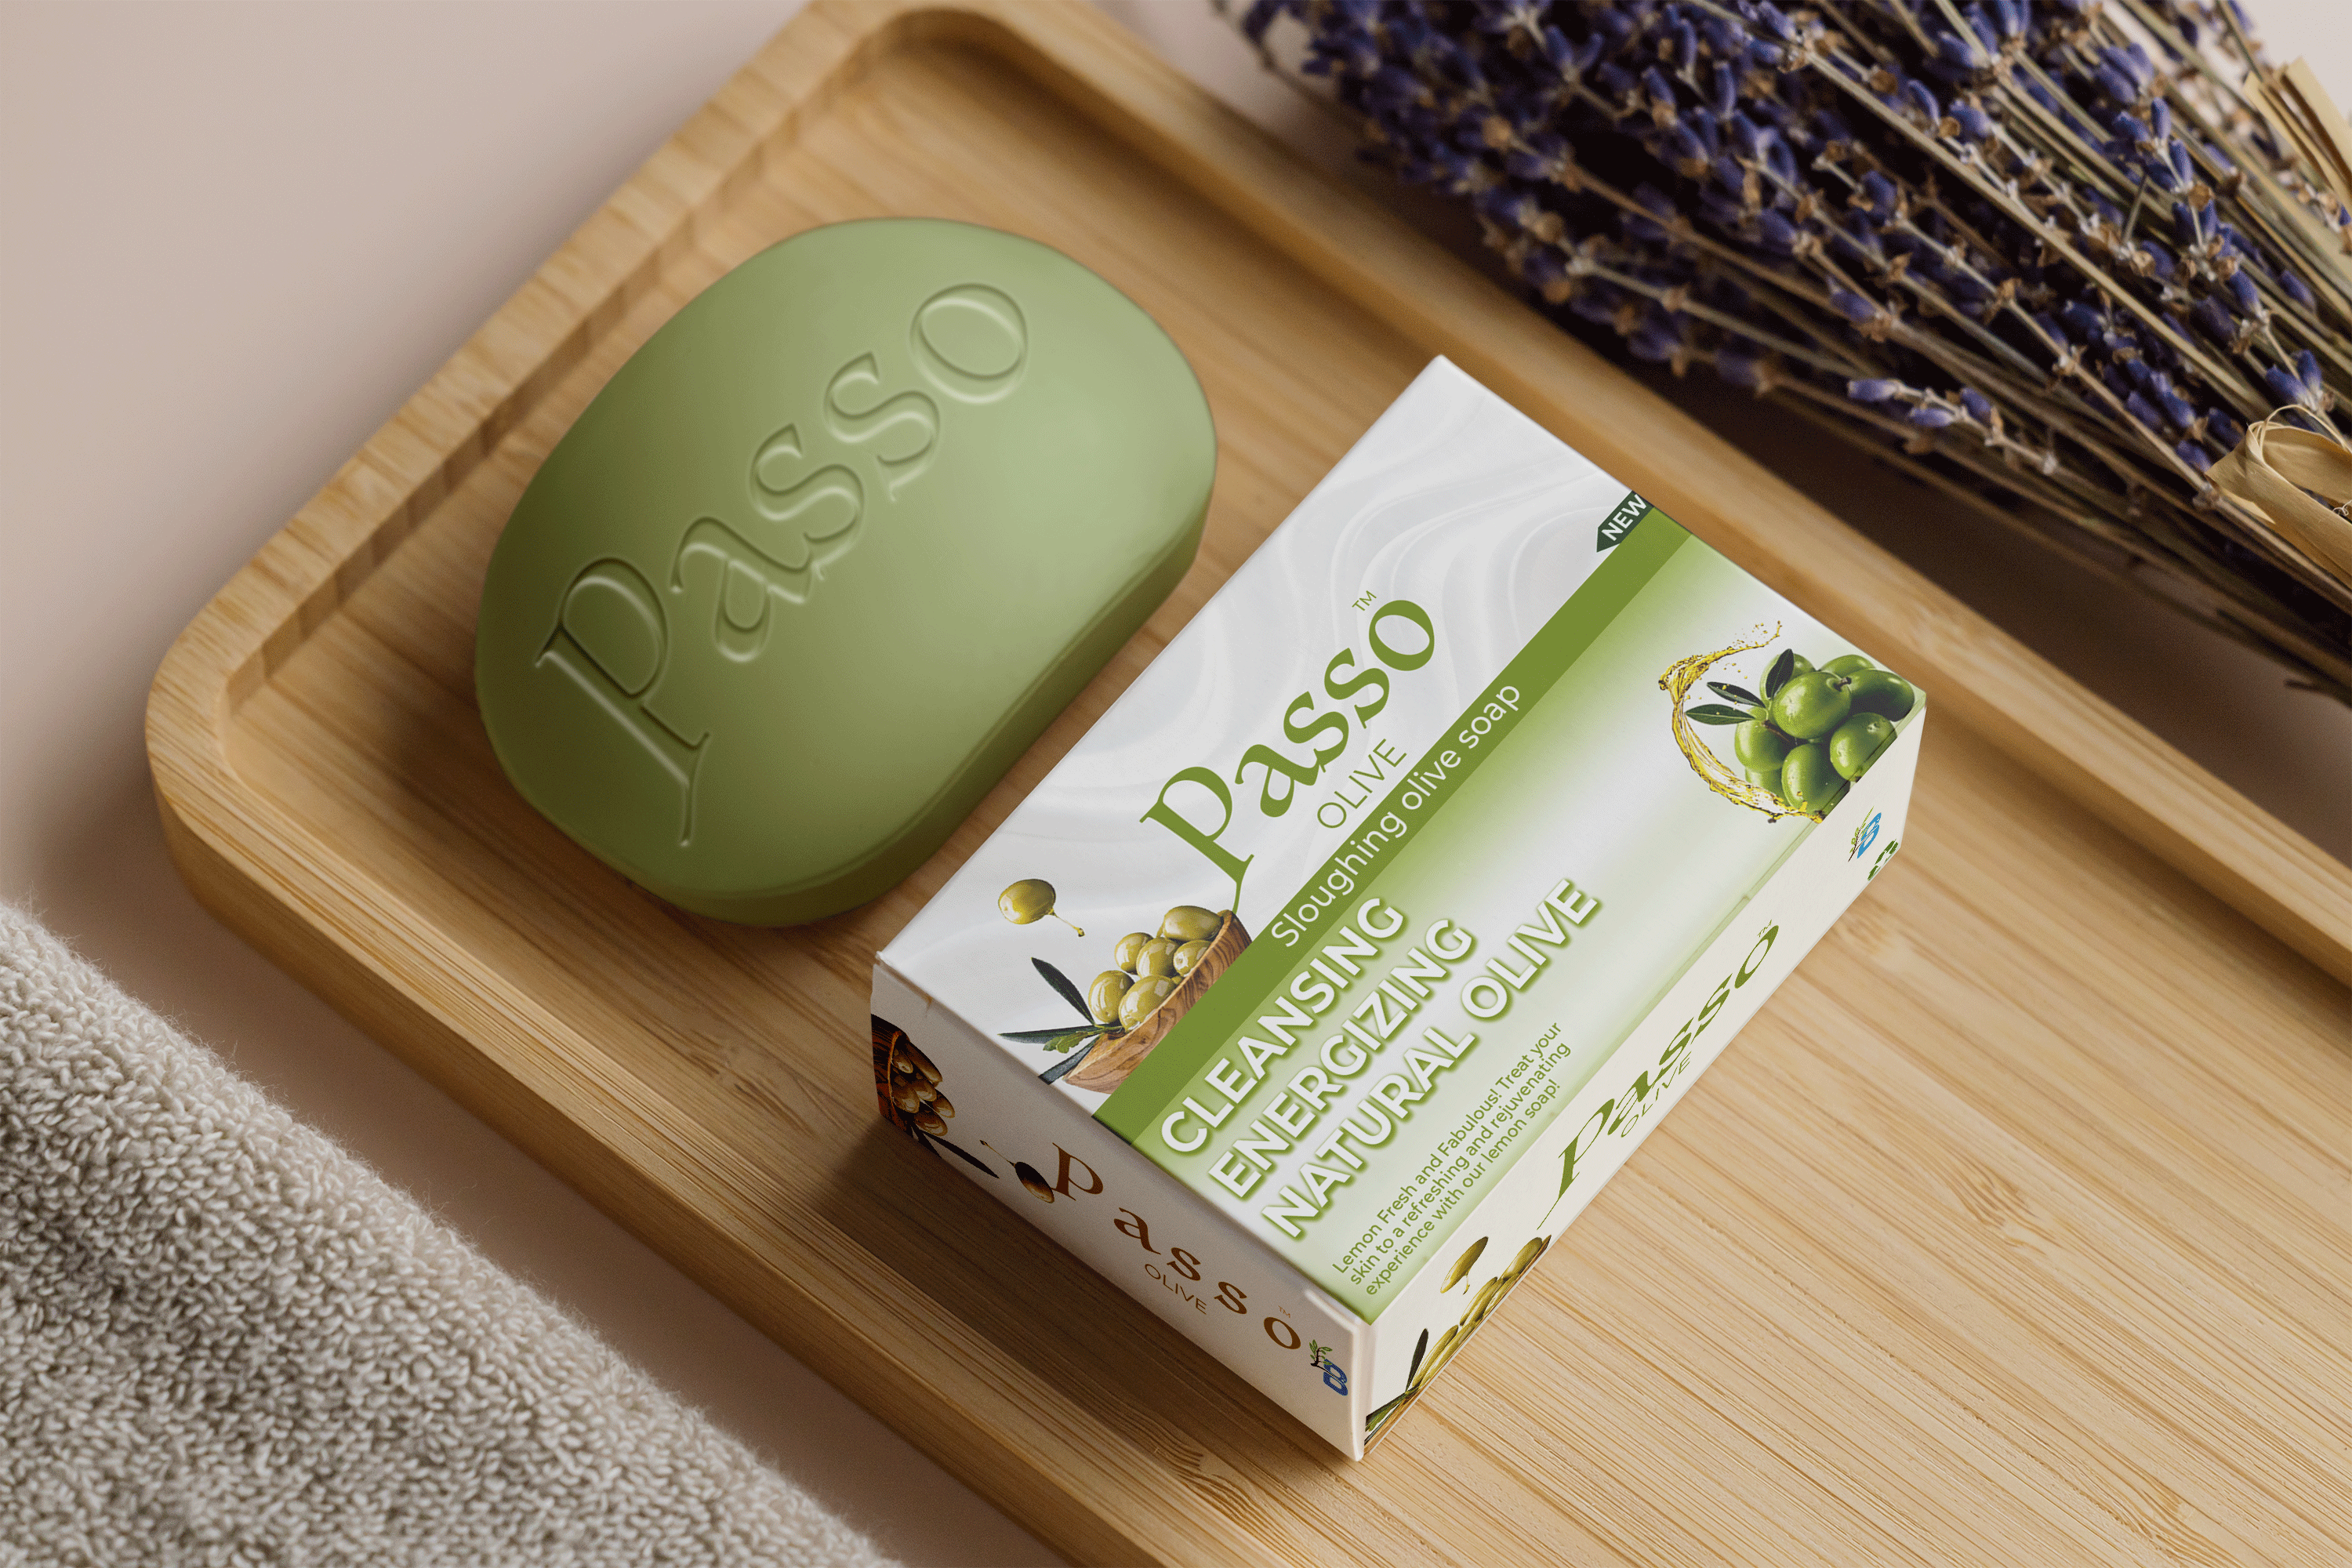 Passo
NEW
Passo™
OLIVE
Sloughing olive soap
CLEANSING
ENERGIZING
NATURAL OLIVE
Lemon Fresh and Fabulous! Treat your
skin to a refreshing and rejuvenating
experience with our lemon soap!
Passo™
OLIVE
Passo™
OLIVE